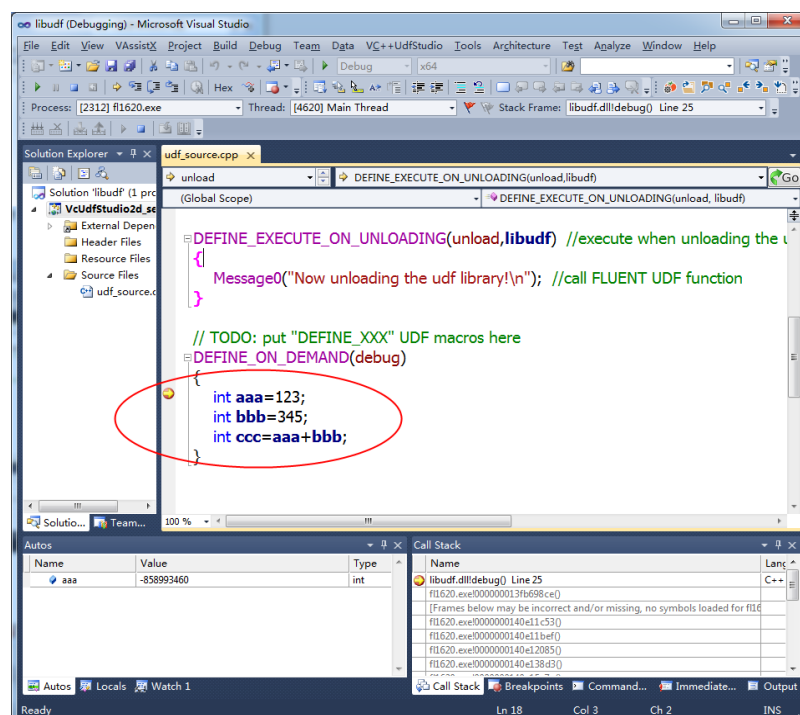 libudf (Debugging) - Microsoft Visual Studio
File Edit View VAssistX Project Build Debug Team Data VC++UdfStudio Tools Architecture Test Analyze Window Help
Debug x64
Hex
Process: [2312] fl1620.exe Thread: [4620] Main Thread Stack Frame: libudf.dll!debug() Line 25
Solution Explorer
udf_source.cpp
unload DEFINE_EXECUTE_ON_UNLOADING(unload,libudf) Go
(Global Scope) DEFINE_EXECUTE_ON_UNLOADING(unload, libudf)
Solution 'libudf' (1 proj
VcUdfStudio2d_se
External Depen
Header Files
Resource Files
Source Files
udf_source.c
DEFINE_EXECUTE_ON_UNLOADING(unload,libudf) //execute when unloading the u
{
Message0("Now unloading the udf library!\n"); //call FLUENT UDF function
}
// TODO: put "DEFINE_XXX" UDF macros here
DEFINE_ON_DEMAND(debug)
{
int aaa=123;
int bbb=345;
int ccc=aaa+bbb;
}
Solutio... Team...
100 %
Autos
Name Value Type
aaa -858993460 int
Autos Locals Watch 1
Call Stack
Name Lang
libudf.dll!debug() Line 25 C++
fl1620.exe!000000013fb698ce()
[Frames below may be incorrect and/or missing, no symbols loaded for fl16
fl1620.exe!0000000140e11c53()
fl1620.exe!0000000140e11bef()
fl1620.exe!0000000140e12085()
fl1620.exe!0000000140e138d3()
Call Stack Breakpoints Command... Immediate... Output
Ready Ln 18 Col 3 Ch 2 INS